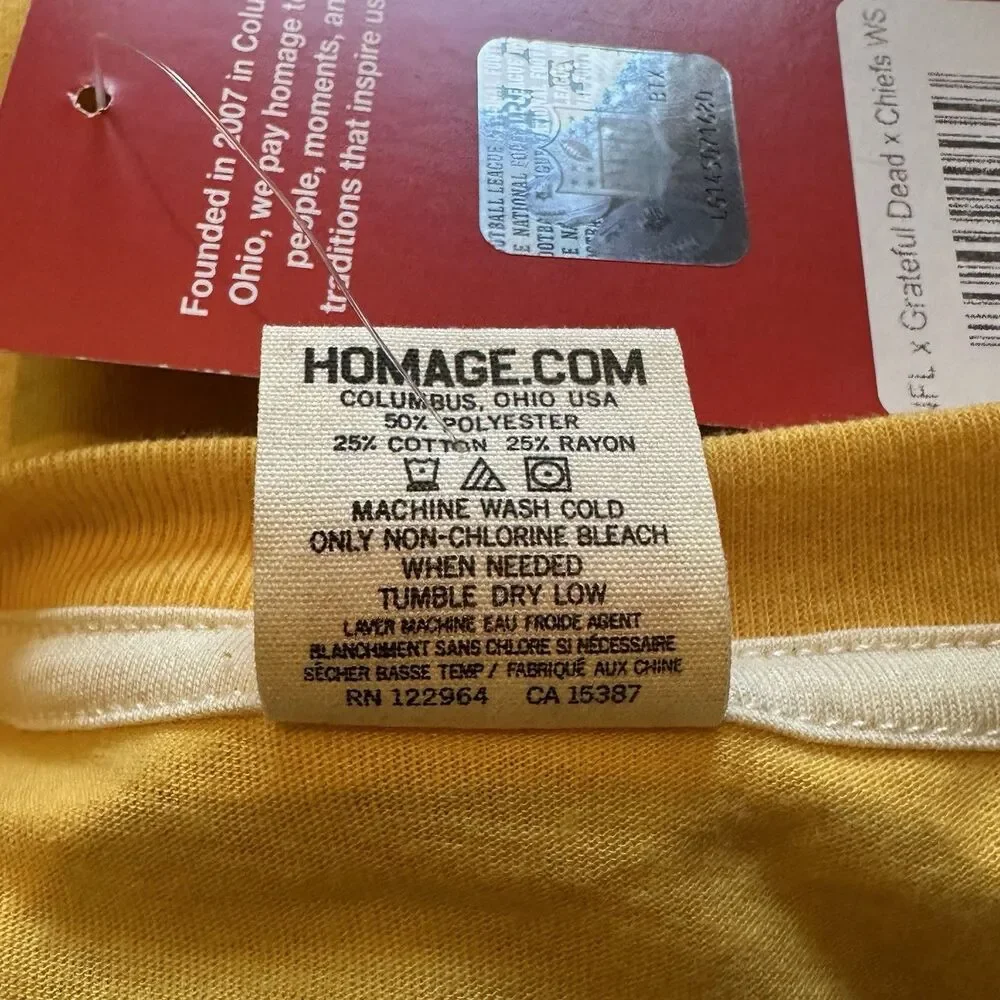 Founded in 2007 in Colu
Ohio, we pay homage to
people, moments, an
traditions that inspire us
BTX
NFL x Grateful Dead x Chiefs WS
HOMAGE.COM
COLUMBUS, OHIO USA
50% POLYESTER
25% COTTON 25% RAYON
MACHINE WASH COLD
ONLY NON-CHLORINE BLEACH
WHEN NEEDED
TUMBLE DRY LOW
LAVER MACHINE EAU FROIDE AGENT
BLANCHIMENT SANS CHLORE SI NÉCESSAIRE
SÉCHER BASSE TEMP / FABRIQUÉ AUX CHINE
RN 122964 CA 15387